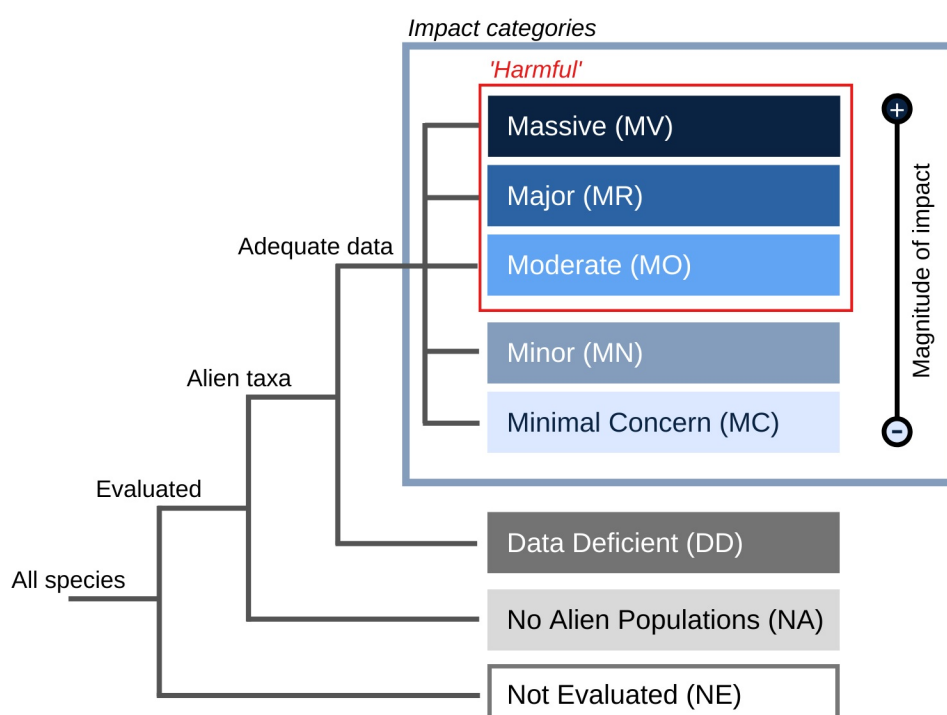 Impact categories
'Harmful'
Massive (MV)
Major (MR)
Adequate data
Moderate (MO)
Minor (MN)
Alien taxa
Minimal Concern (MC)
+
Magnitude of impact
-
Evaluated
Data Deficient (DD)
All species
No Alien Populations (NA)
Not Evaluated (NE)